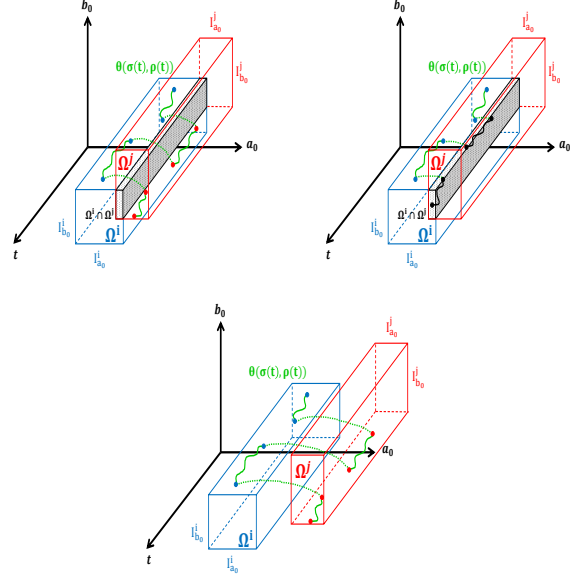 b₀
I^j_{a₀}
θ(σ(t),ρ(t))
I^j_{b₀}
a₀
Ω^j
Ω^i ∩ Ω^j
I^i_{b₀}
Ω^i
t
I^i_{a₀}
b₀
I^j_{a₀}
θ(σ(t),ρ(t))
I^j_{b₀}
a₀
Ω^j
Ω^i ∩ Ω^j
I^i_{b₀}
Ω^i
t
I^i_{a₀}
b₀
I^j_{a₀}
θ(σ(t),ρ(t))
I^j_{b₀}
a₀
Ω^j
I^i_{b₀}
Ω^i
t
I^i_{a₀}